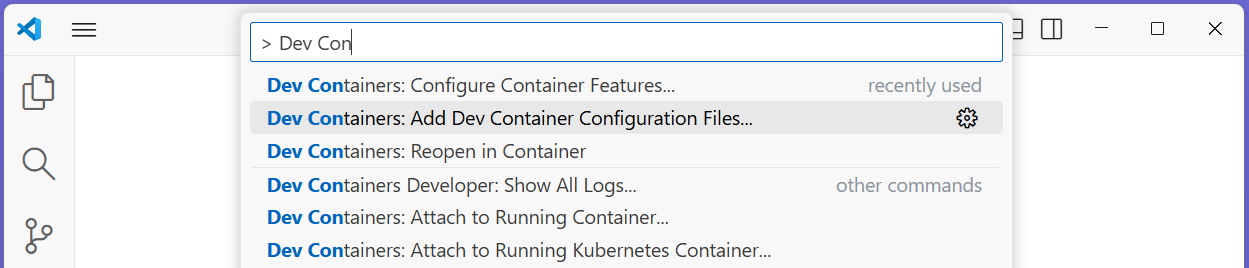 > Dev Con
Dev Containers: Configure Container Features... recently used
Dev Containers: Add Dev Container Configuration Files...
Dev Containers: Reopen in Container
Dev Containers Developer: Show All Logs... other commands
Dev Containers: Attach to Running Container...
Dev Containers: Attach to Running Kubernetes Container...